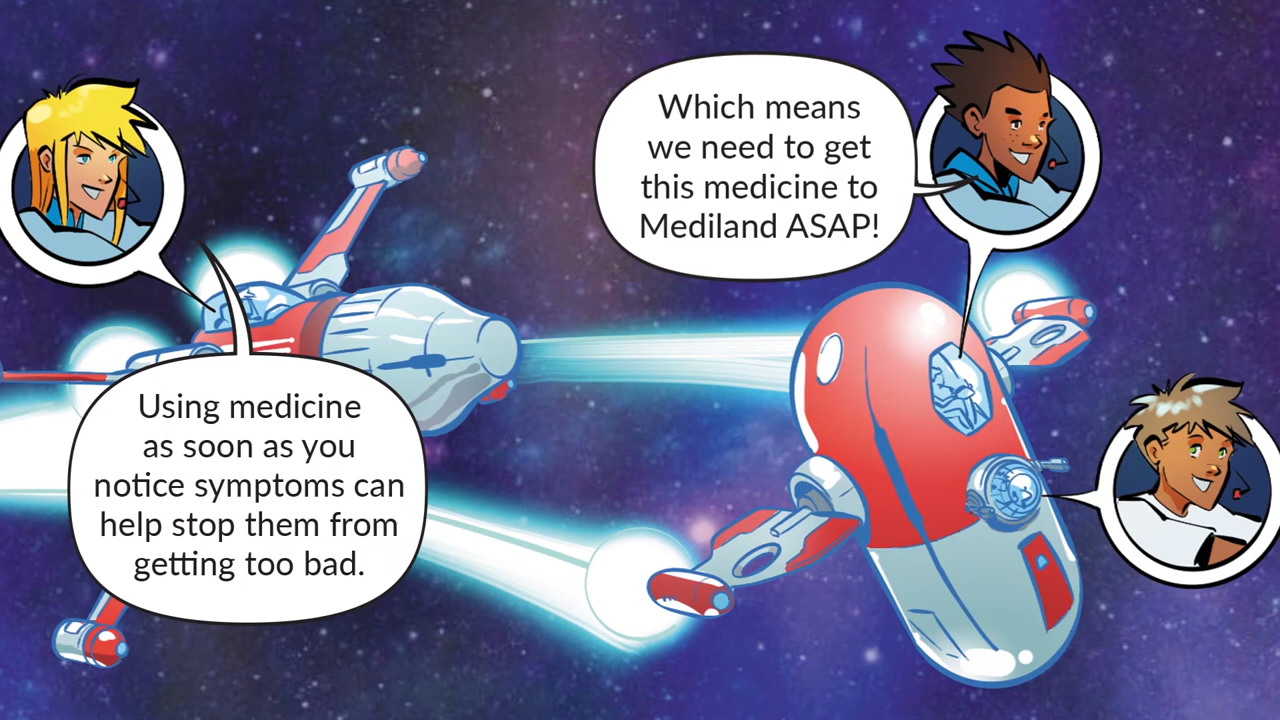 Using medicine
as soon as you
notice symptoms can
help stop them from
getting too bad.
Which means
we need to get
this medicine to
Mediland ASAP!